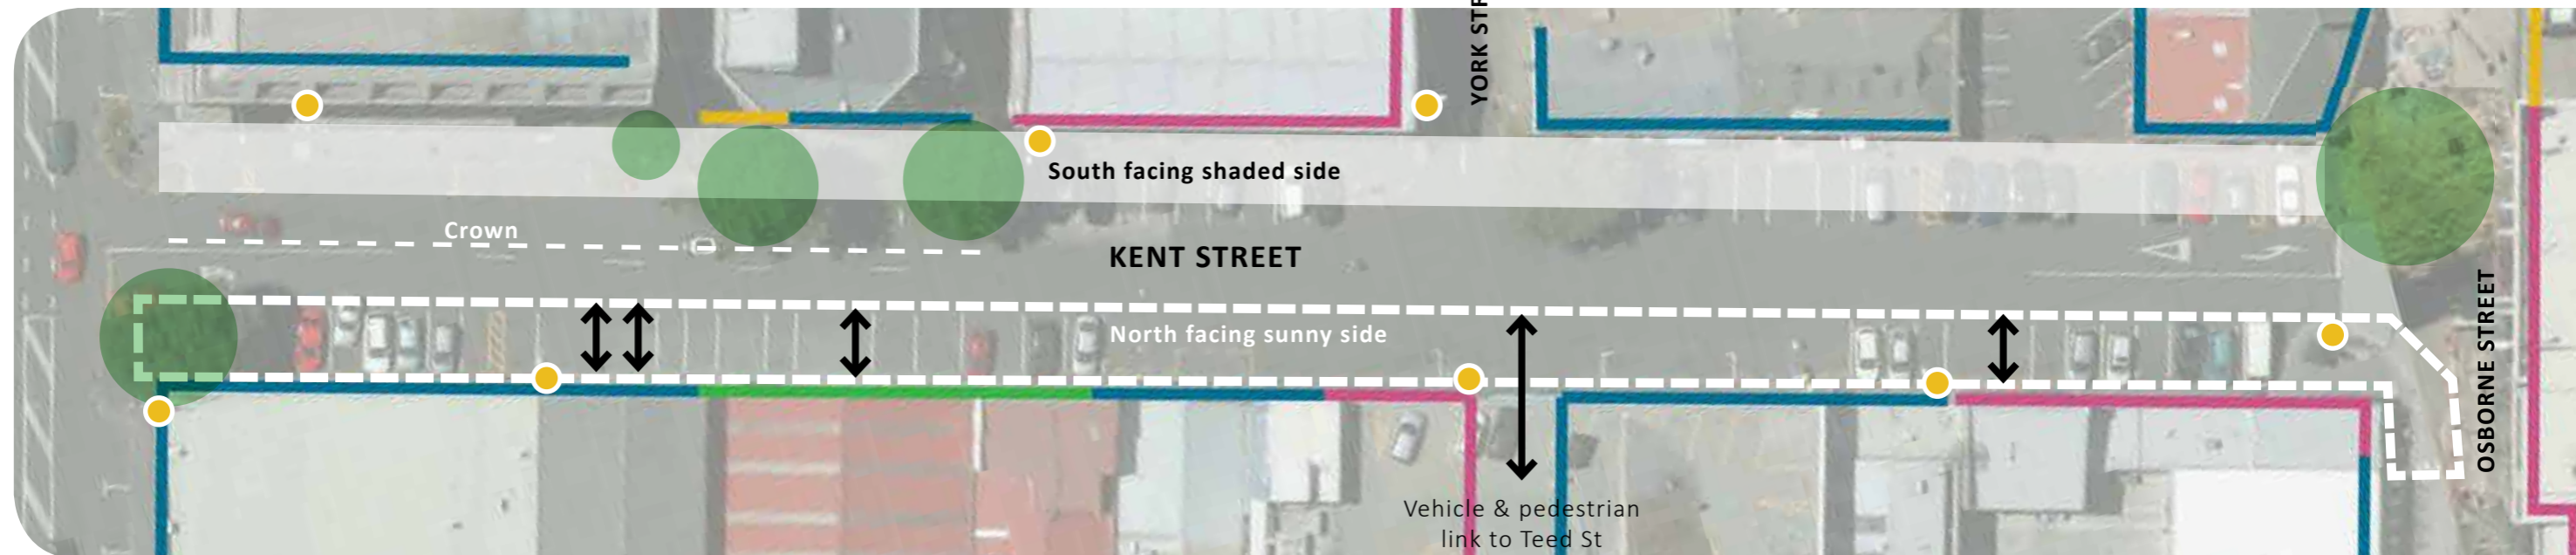 YORK STR
South facing shaded side
Crown
KENT STREET
North facing sunny side
OSBORNE STREET
Vehicle & pedestrian
link to Teed St